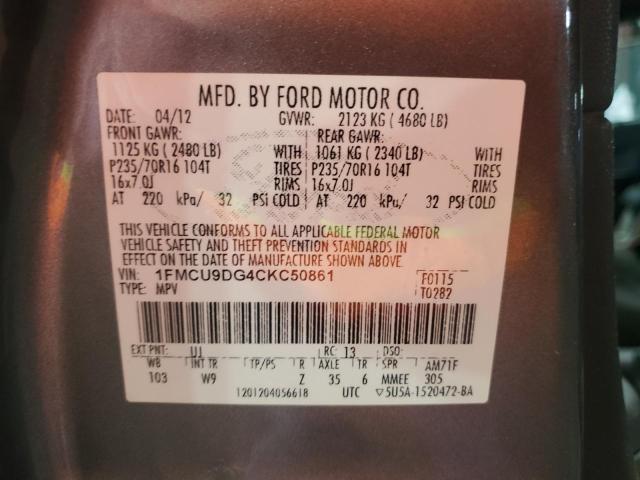 MFD. BY FORD MOTOR CO.
DATE: 04/12 GVWR: 2123 KG ( 4680 LB)
FRONT GAWR: REAR GAWR:
1125 KG ( 2480 LB) WITH 1061 KG ( 2340 LB) WITH
P235/70R16 104T TIRES P235/70R16 104T TIRES
16x7.0J RIMS 16x7.0J RIMS
AT 220 kPa/ 32 PSI COLD AT 220 kPa/ 32 PSI COLD
THIS VEHICLE CONFORMS TO ALL APPLICABLE FEDERAL MOTOR
VEHICLE SAFETY AND THEFT PREVENTION STANDARDS IN
EFFECT ON THE DATE OF MANUFACTURE SHOWN ABOVE.
VIN: 1FMCU9DG4CKC50861 F0115
TYPE: MPV T0282
EXT PNT: UJ RC: 13 DSO:
WB INT TR TP/PS R AXLE TR SPR AM71F
103 W9 Z 35 6 MMEE 305
1201204056618 UTC ▽5U5A-1520472-BA